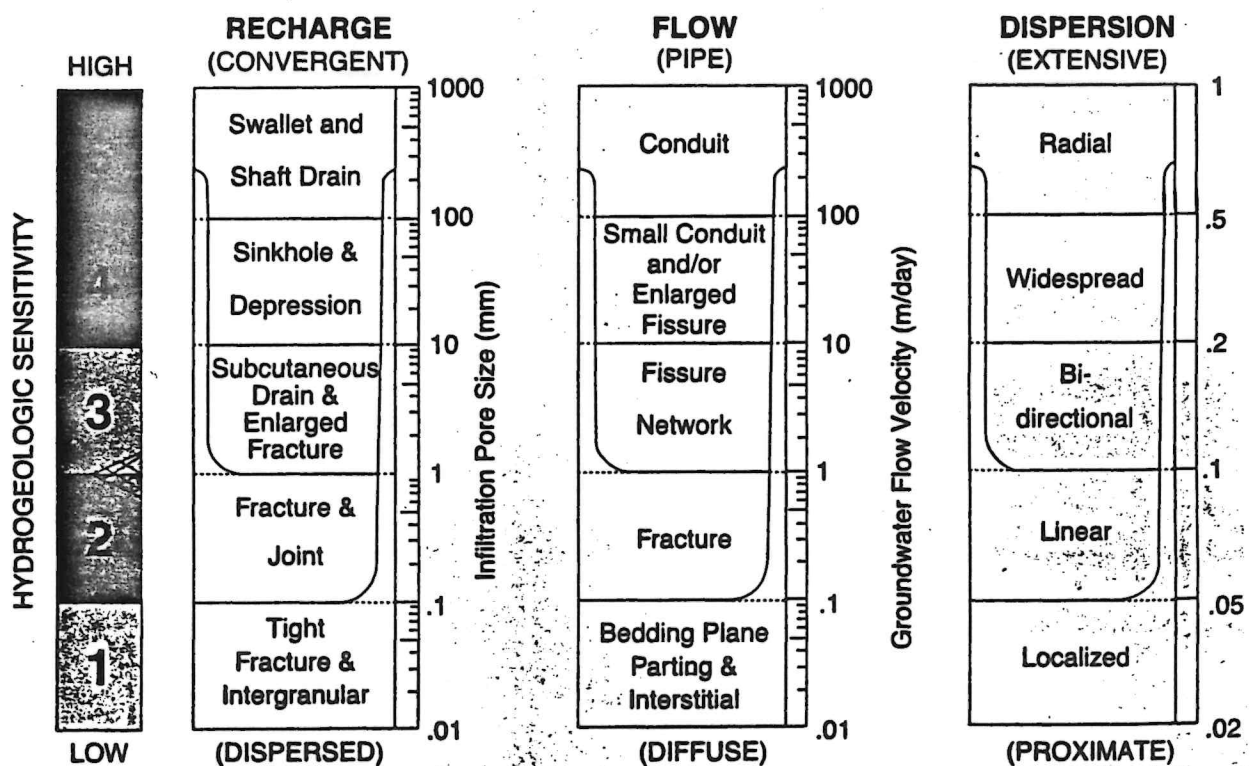 HYDROGEOLOGIC SENSITIVITY
HIGH
4
3
2
1
LOW
RECHARGE
(CONVERGENT)
Swallet and
Shaft Drain
Sinkhole &
Depression
Subcutaneous
Drain &
Enlarged
Fracture
Fracture &
Joint
Tight
Fracture &
Intergranular
(DISPERSED)
1000
100
10
1
.1
.01
Infiltration Pore Size (mm)
FLOW
(PIPE)
Conduit
Small Conduit
and/or
Enlarged
Fissure
Fissure
Network
Fracture
Bedding Plane
Parting &
Interstitial
(DIFFUSE)
1000
100
10
1
.1
.01
Groundwater Flow Velocity (m/day)
DISPERSION
(EXTENSIVE)
Radial
Widespread
Bi-
directional
Linear
Localized
(PROXIMATE)
1
.5
.2
.1
.05
.02